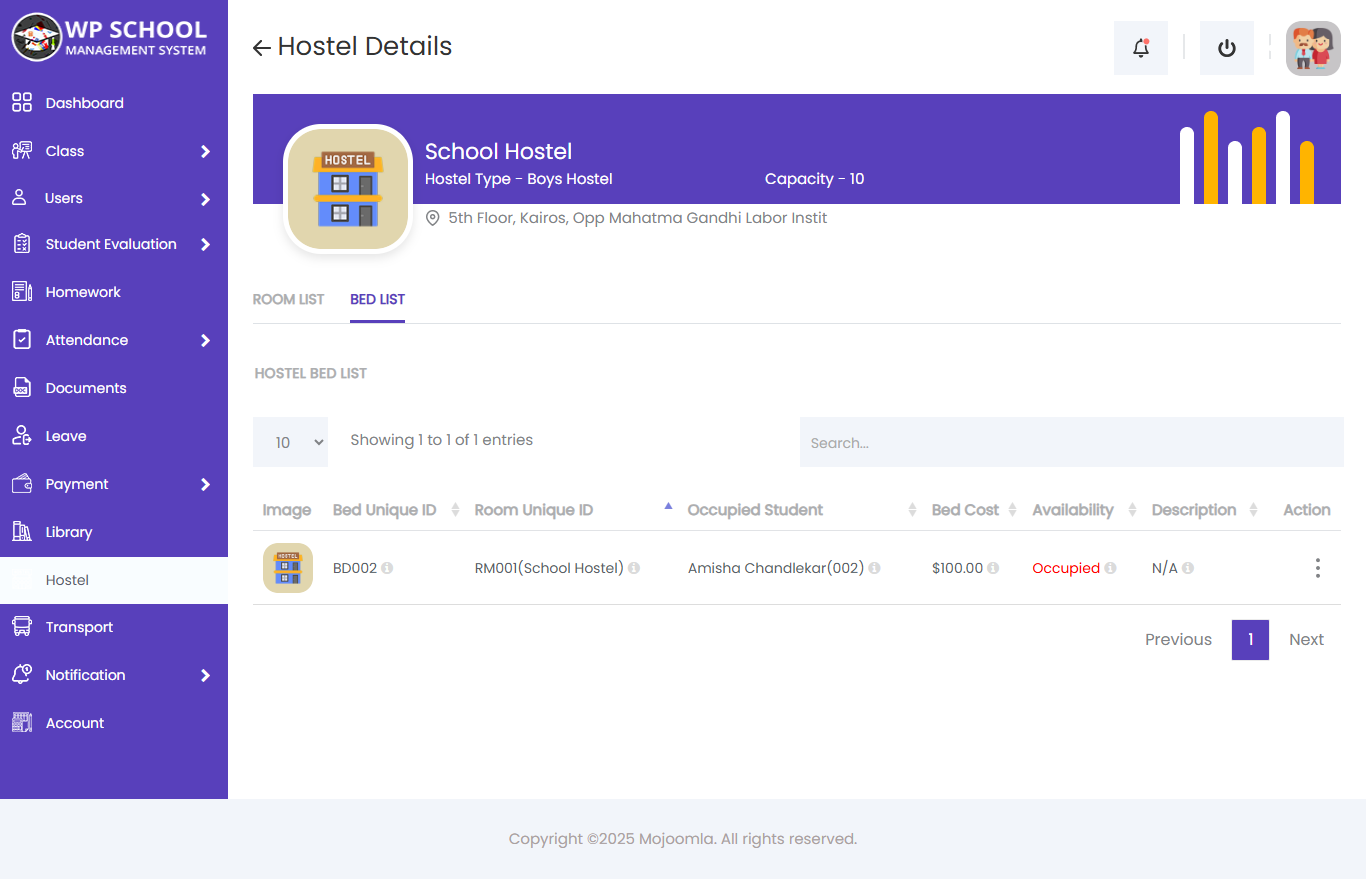 WP SCHOOL
MANAGEMENT SYSTEM
Dashboard
Class
Users
Student Evaluation
Homework
Attendance
Documents
Leave
Payment
Library
Hostel
Transport
Notification
Account
Hostel Details
HOSTEL
School Hostel
Hostel Type - Boys Hostel
Capacity - 10
5th Floor, Kairos, Opp Mahatma Gandhi Labor Instit
ROOM LIST BED LIST
HOSTEL BED LIST
10 Showing 1 to 1 of 1 entries Search...
Image Bed Unique ID Room Unique ID Occupied Student Bed Cost Availability Description Action
HOSTEL BD002 RM001(School Hostel) Amisha Chandlekar(002) $100.00 Occupied N/A
Previous 1 Next
Copyright ©2025 Mojoomla. All rights reserved.